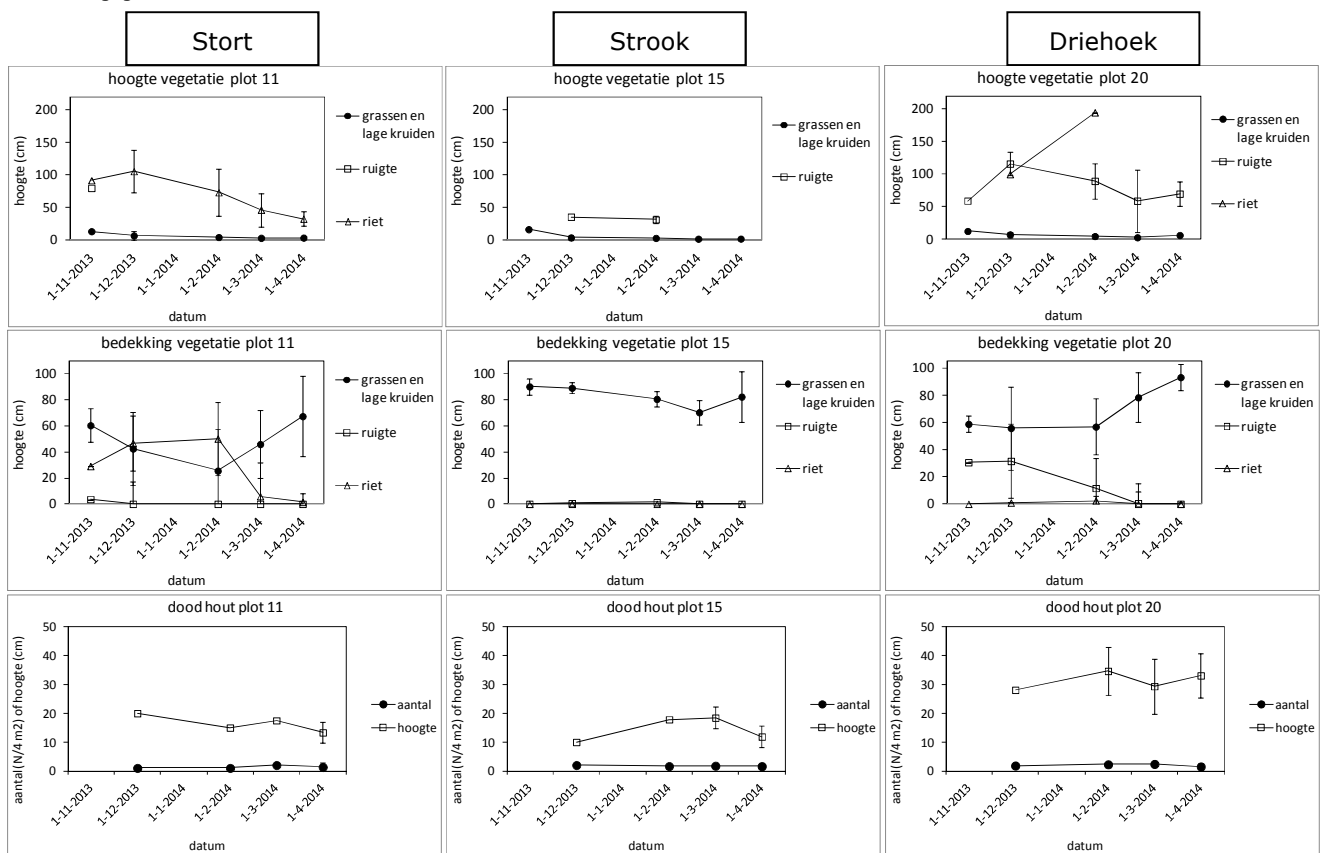 Stort
Strook
Driehoek
hoogte vegetatie plot 11
hoogte (cm)
200
150
100
50
0
1-11-2013
1-12-2013
1-1-2014
1-2-2014
1-3-2014
1-4-2014
datum
grassen en
lage kruiden
ruigte
riet
hoogte vegetatie plot 15
hoogte (cm)
200
150
100
50
0
1-11-2013
1-12-2013
1-1-2014
1-2-2014
1-3-2014
1-4-2014
datum
grassen en
lage kruiden
ruigte
hoogte vegetatie plot 20
hoogte (cm)
200
150
100
50
0
1-11-2013
1-12-2013
1-1-2014
1-2-2014
1-3-2014
1-4-2014
datum
grassen en
lage kruiden
ruigte
riet
bedekking vegetatie plot 11
hoogte (cm)
100
80
60
40
20
0
1-11-2013
1-12-2013
1-1-2014
1-2-2014
1-3-2014
1-4-2014
datum
grassen en
lage kruiden
ruigte
riet
bedekking vegetatie plot 15
hoogte (cm)
100
80
60
40
20
0
1-11-2013
1-12-2013
1-1-2014
1-2-2014
1-3-2014
1-4-2014
datum
grassen en
lage kruiden
ruigte
riet
bedekking vegetatie plot 20
hoogte (cm)
100
80
60
40
20
0
1-11-2013
1-12-2013
1-1-2014
1-2-2014
1-3-2014
1-4-2014
datum
grassen en
lage kruiden
ruigte
riet
dood hout plot 11
aantal (N/4 m2) of hoogte (cm)
50
40
30
20
10
0
1-11-2013
1-12-2013
1-1-2014
1-2-2014
1-3-2014
1-4-2014
datum
aantal
hoogte
dood hout plot 15
aantal (N/4 m2) of hoogte (cm)
50
40
30
20
10
0
1-11-2013
1-12-2013
1-1-2014
1-2-2014
1-3-2014
1-4-2014
datum
aantal
hoogte
dood hout plot 20
aantal (N/4 m2) of hoogte (cm)
50
40
30
20
10
0
1-11-2013
1-12-2013
1-1-2014
1-2-2014
1-3-2014
1-4-2014
datum
aantal
hoogte